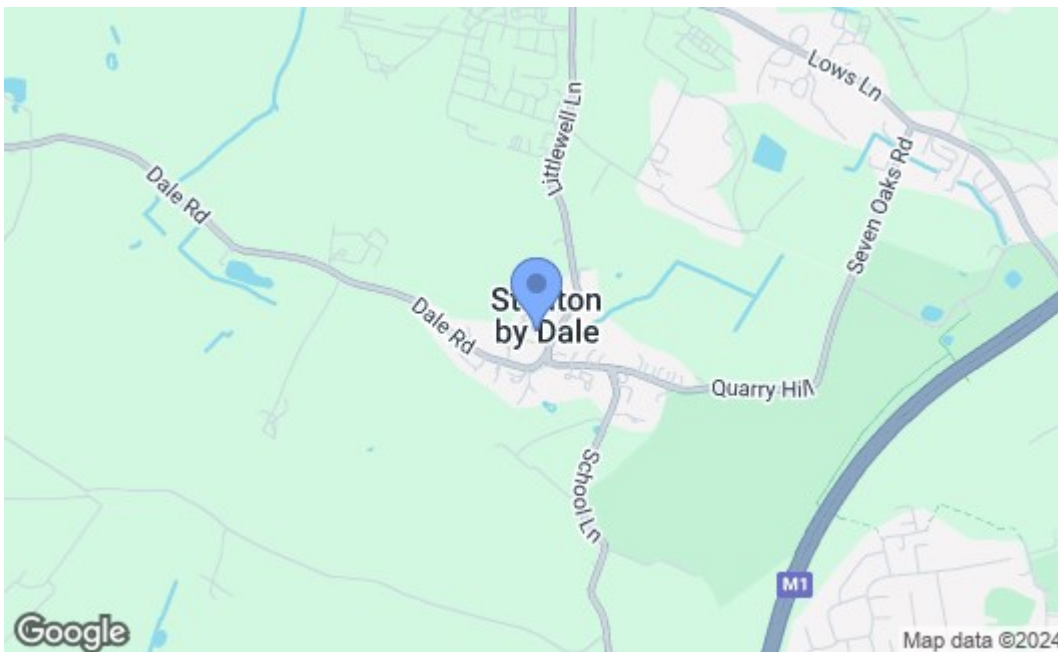 Lows Ln
Littlewell Ln
Dale Rd
Seven Oaks Rd
by Dale
Dale Rd
Quarry Hill
School Ln
M1
Google
Map data ©2024